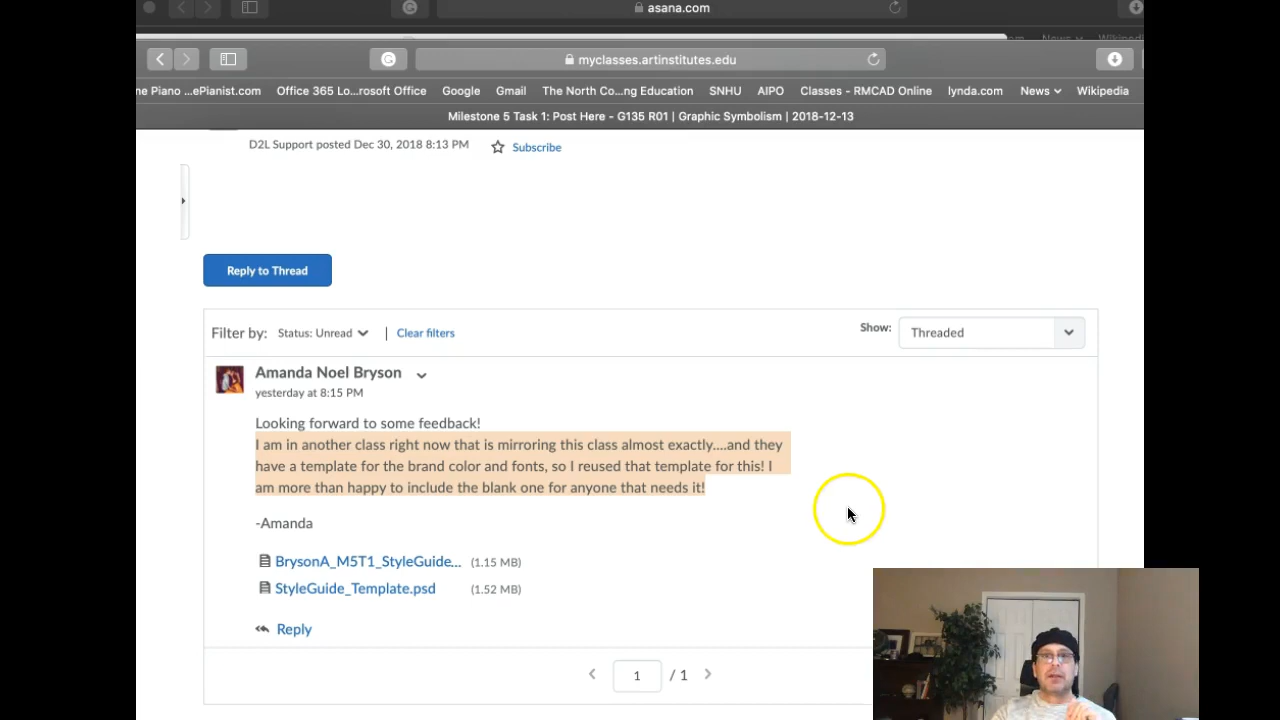 asana.com
myclasses.artinstitutes.edu
ne Piano ...ePianist.com Office 365 Lo...rosoft Office Google Gmail The North Co...ng Education SNHU AIPO Classes - RMCAD Online lynda.com News Wikipedia
Milestone 5 Task 1: Post Here - G135 R01 | Graphic Symbolism | 2018-12-13
D2L Support posted Dec 30, 2018 8:13 PM Subscribe
Reply to Thread
Filter by: Status: Unread | Clear filters Show: Threaded
Amanda Noel Bryson
yesterday at 8:15 PM
Looking forward to some feedback!
I am in another class right now that is mirroring this class almost exactly....and they
have a template for the brand color and fonts, so I reused that template for this! I
am more than happy to include the blank one for anyone that needs it!
-Amanda
BrysonA_M5T1_StyleGuide... (1.15 MB)
StyleGuide_Template.psd (1.52 MB)
Reply
1 / 1